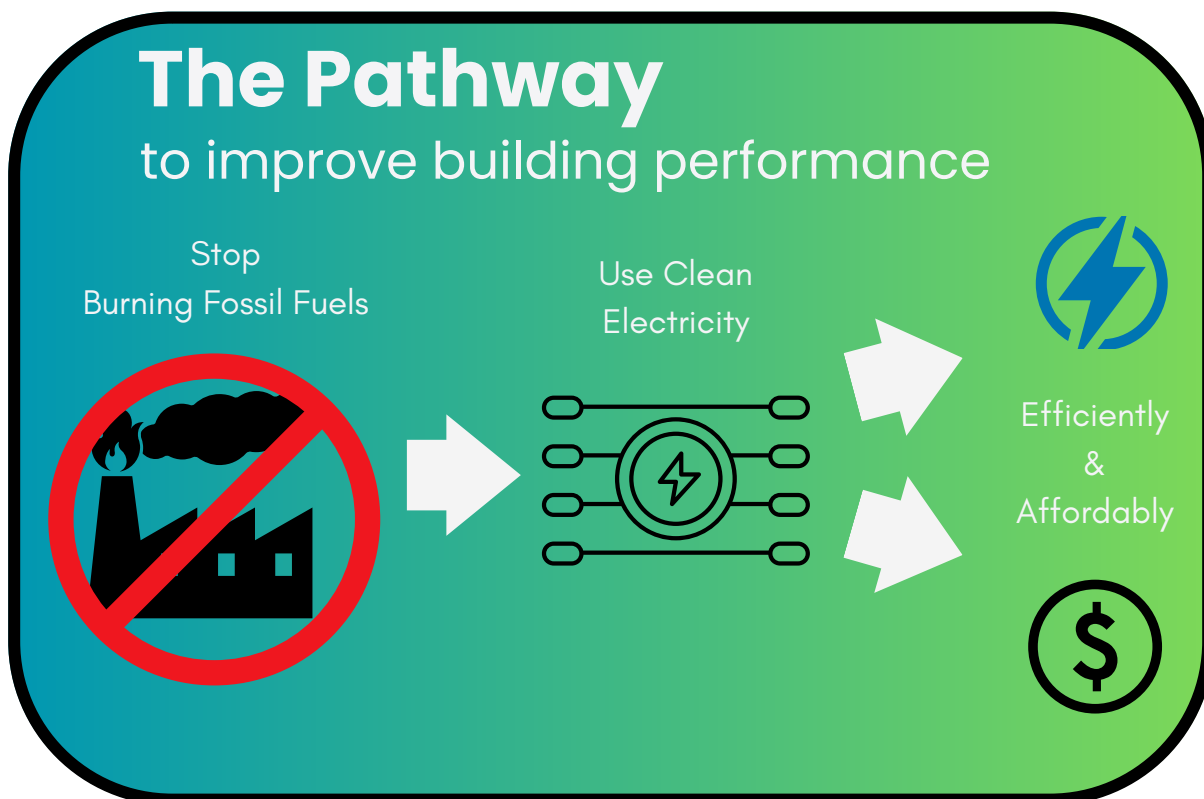 The Pathway
to improve building performance
Stop
Burning Fossil Fuels
Use Clean
Electricity
Efficiently
&
Affordably
$